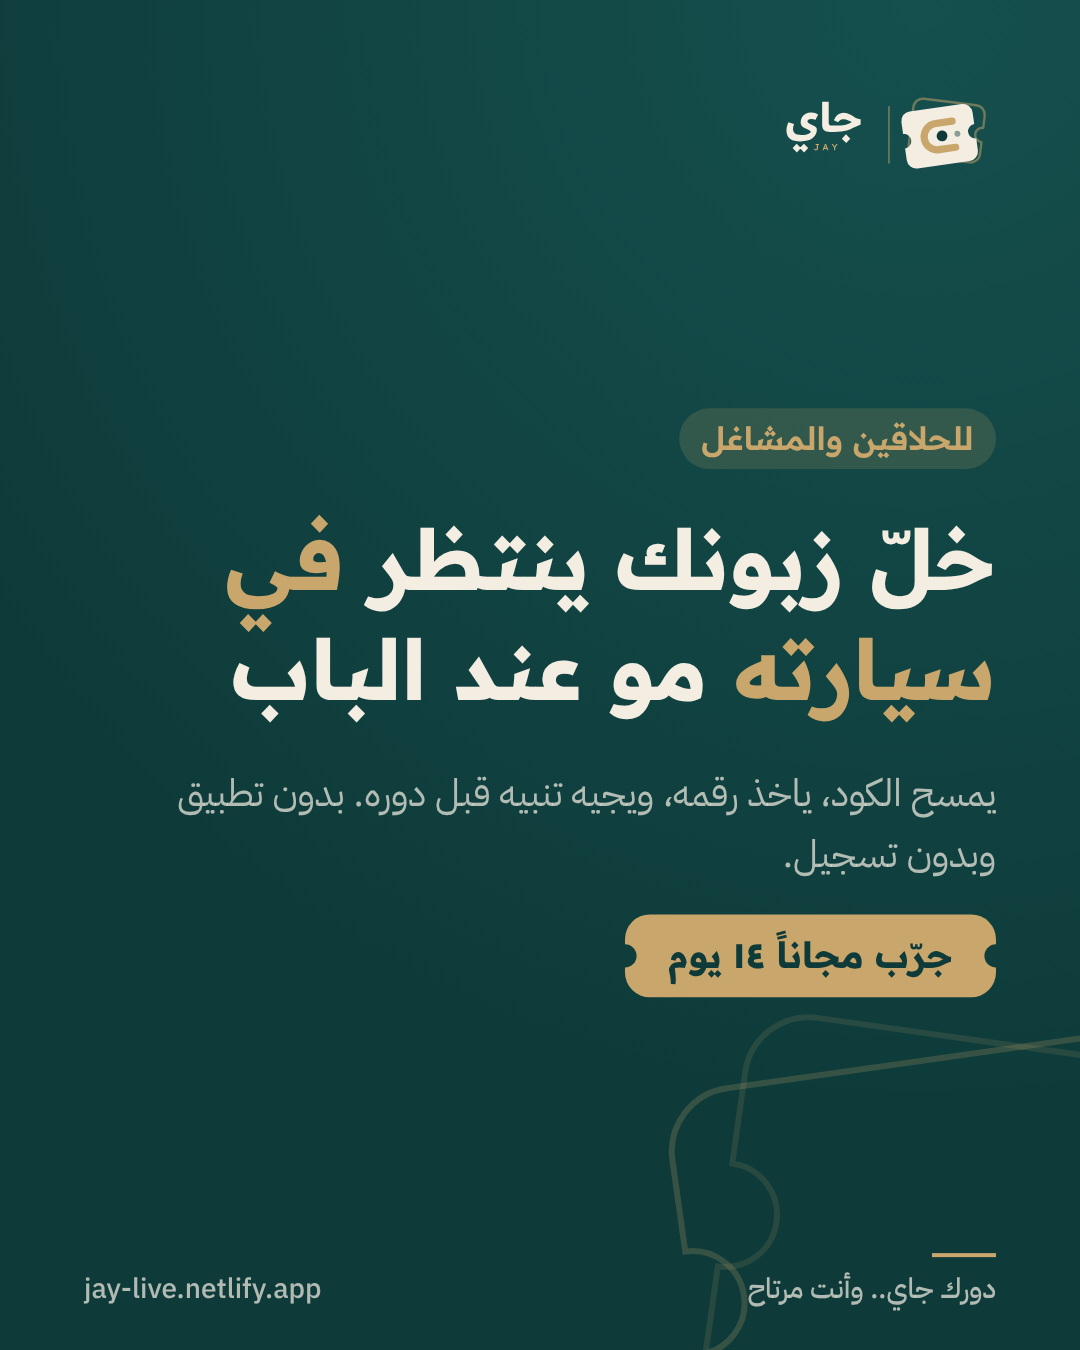 جاي
JAY
للحلاقين والمشاغل
خلّ زبونك ينتظر في
سيارته مو عند الباب
يمسح الكود، ياخذ رقمه، ويجيه تنبيه قبل دوره. بدون تطبيق
وبدون تسجيل.
جرّب مجاناً ١٤ يوم
دورك جاي.. وأنت مرتاح
jay-live.netlify.app